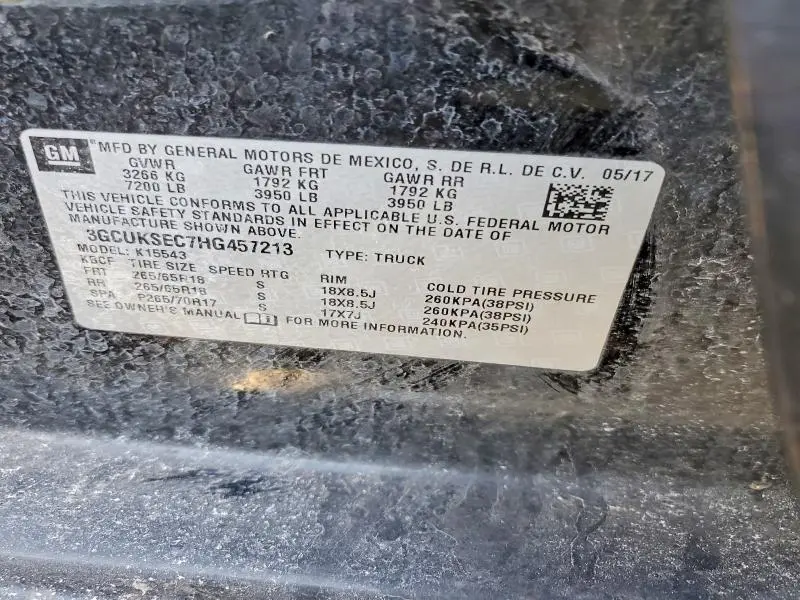 GM MFD BY GENERAL MOTORS DE MEXICO, S. DE R.L. DE C.V. 05/17
GVWR GAWR FRT GAWR RR
3266 KG 1792 KG 1792 KG
7200 LB 3950 LB 3950 LB
THIS VEHICLE CONFORMS TO ALL APPLICABLE U.S. FEDERAL MOTOR
VEHICLE SAFETY STANDARDS IN EFFECT ON THE DATE OF
MANUFACTURE SHOWN ABOVE.
3GCUKSEC7HG457213 TYPE: TRUCK
MODEL: K15543
KBCF TIRE SIZE SPEED RTG RIM COLD TIRE PRESSURE
FRT 265/65R18 S 18X8.5J 260KPA(38PSI)
RR 265/65R18 S 18X8.5J 260KPA(38PSI)
SPA P265/70R17 S 17X7J 240KPA(35PSI)
SEE OWNER'S MANUAL i FOR MORE INFORMATION.